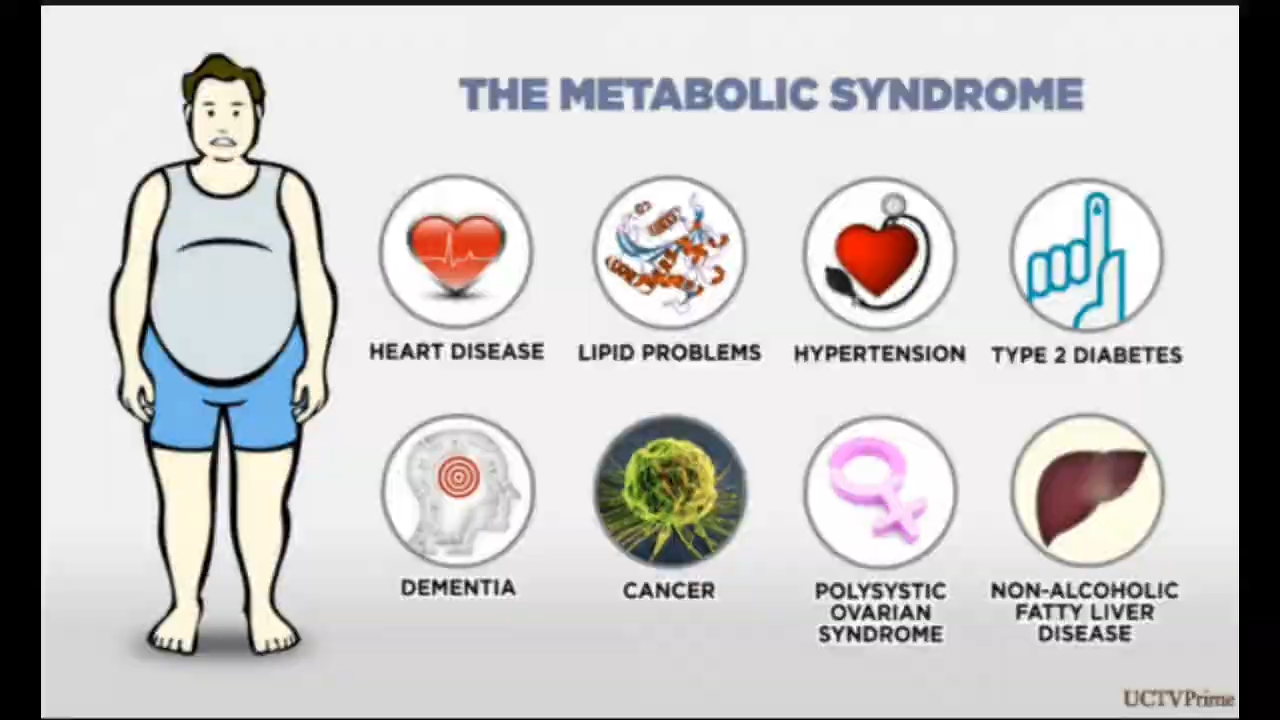 THE METABOLIC SYNDROME
HEART DISEASE
LIPID PROBLEMS
HYPERTENSION
TYPE 2 DIABETES
DEMENTIA
CANCER
POLYSYSTIC
OVARIAN
SYNDROME
NON-ALCOHOLIC
FATTY LIVER
DISEASE
UCTVPrime